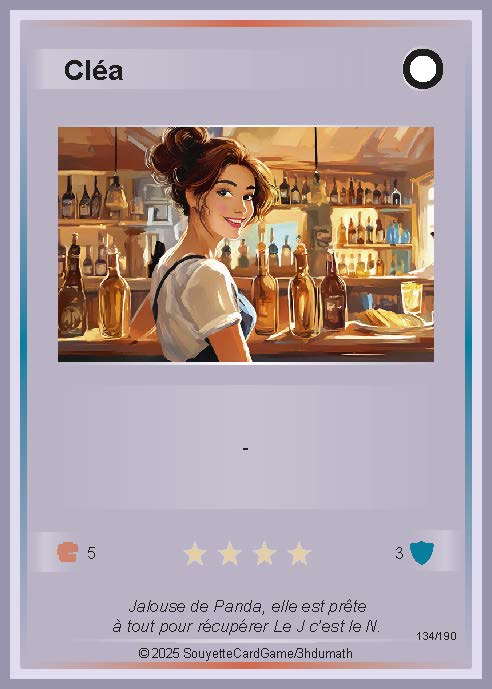 Cléa
-
5
3
Jalouse de Panda, elle est prête
à tout pour récupérer Le J c'est le N.
134/190
© 2025 SouyetteCardGame/3hdumath